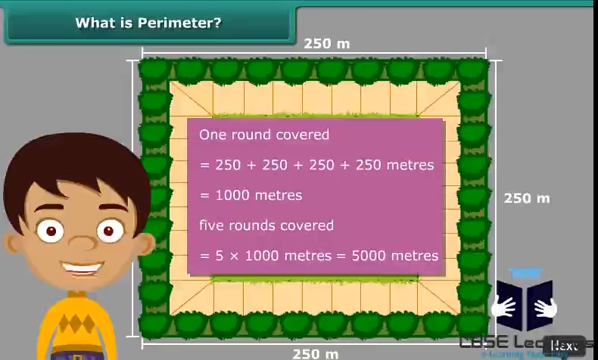 What is Perimeter?
250 m
One round covered
= 250 + 250 + 250 + 250 metres
= 1000 metres
five rounds covered
= 5 × 1000 metres = 5000 metres
250 m
250 m
Next